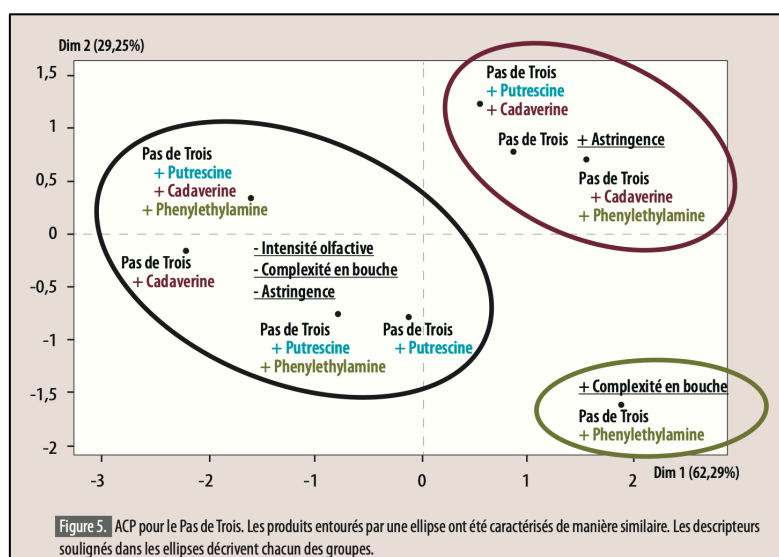 Dim 2 (29,25%)
1,5
1
0,5
0
-0,5
-1
-1,5
-2
Pas de Trois
+ Putrescine
+ Cadaverine
Pas de Trois
+ Astringence
Pas de Trois
+ Cadaverine
+ Phenylethylamine
Pas de Trois
+ Putrescine
+ Cadaverine
+ Phenylethylamine
Pas de Trois
+ Cadaverine
- Intensité olfactive
- Complexité en bouche
- Astringence
Pas de Trois
+ Putrescine
+ Phenylethylamine
Pas de Trois
+ Putrescine
+ Complexité en bouche
Pas de Trois
+ Phenylethylamine
-3
-2
-1
0
1
2
Dim 1 (62,29%)
Figure 5. ACP pour le Pas de Trois. Les produits entourés par une ellipse ont été caractérisés de manière similaire. Les descripteurs
soulignés dans les ellipses décrivent chacun des groupes.